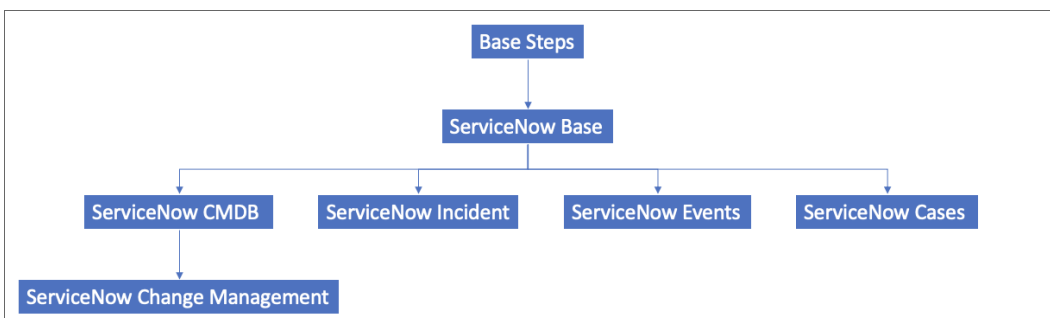 Base Steps
ServiceNow Base
ServiceNow CMDB
ServiceNow Incident
ServiceNow Events
ServiceNow Cases
ServiceNow Change Management